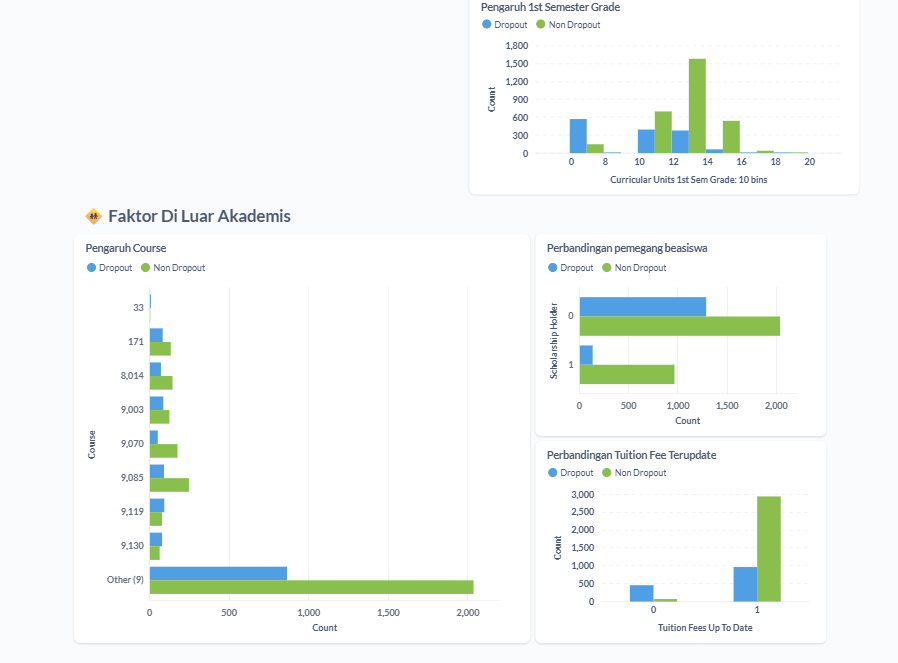 Pengaruh 1st Semester Grade
Dropout Non Dropout
1,800
1,500
1,200
900
600
300
0
Count
0 8 10 12 14 16 18 20
Curricular Units 1st Sem Grade: 10 bins
Faktor Di Luar Akademis
Pengaruh Course
Dropout Non Dropout
33
171
8,014
9,003
9,070
9,085
9,119
9,130
Other (9)
Course
0 500 1,000 1,500 2,000
Count
Perbandingan pemegang beasiswa
Dropout Non Dropout
0
1
Scholarship Holder
0 500 1,000 1,500 2,000
Count
Perbandingan Tuition Fee Terupdate
Dropout Non Dropout
3,000
2,500
2,000
1,500
1,000
500
0
Count
0 1
Tuition Fees Up To Date